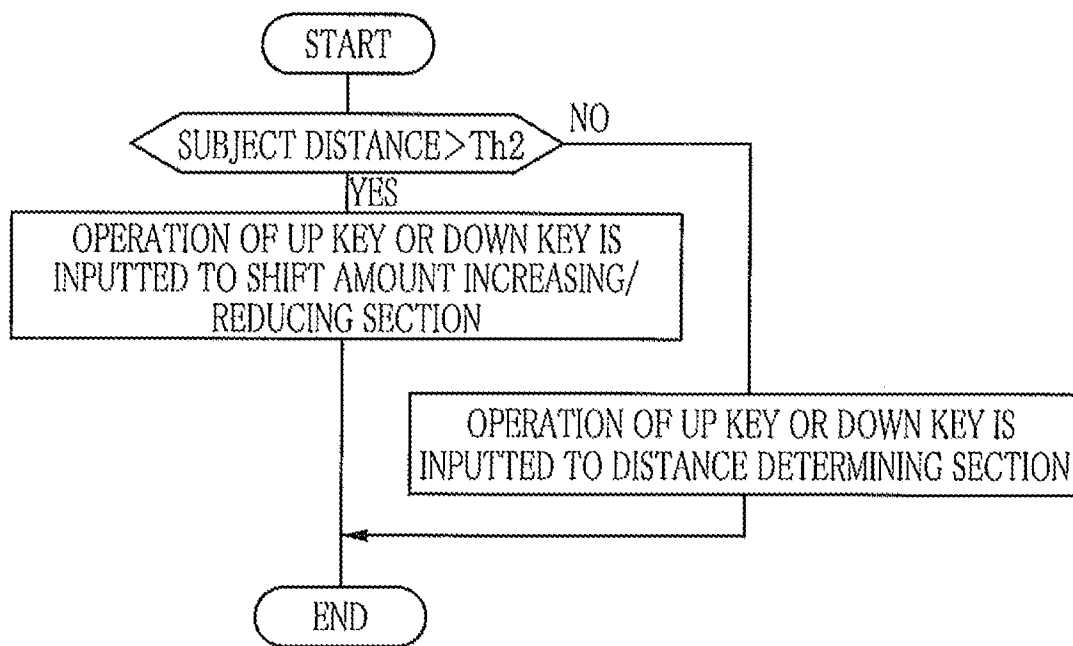 START
SUBJECT DISTANCE>Th2
NO
YES
OPERATION OF UP KEY OR DOWN KEY IS
INPUTTED TO SHIFT AMOUNT INCREASING/
REDUCING SECTION
OPERATION OF UP KEY OR DOWN KEY IS
INPUTTED TO DISTANCE DETERMINING SECTION
END